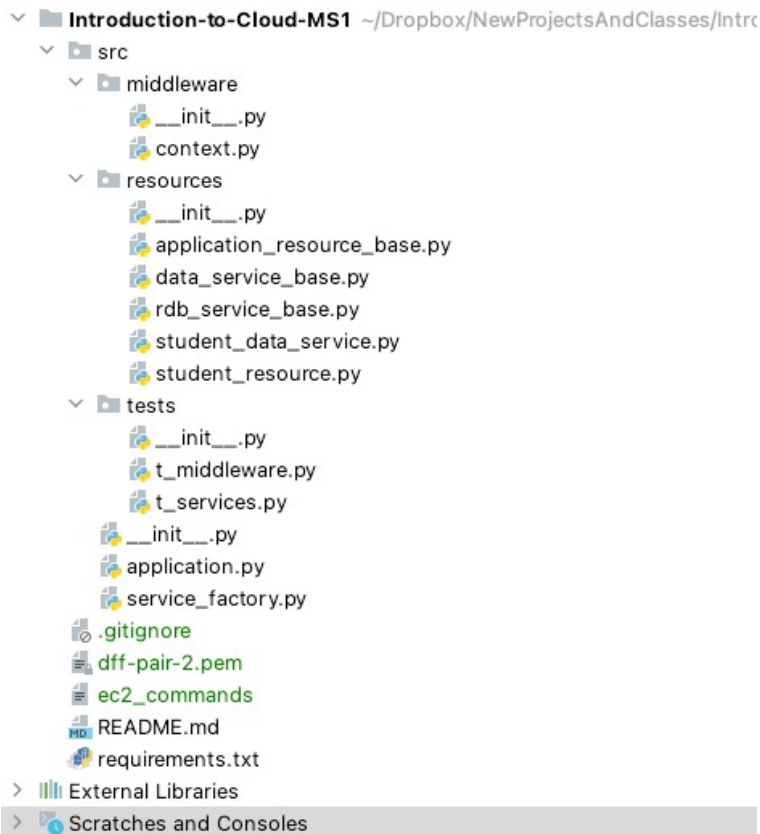 Introduction-to-Cloud-MS1 ~/Dropbox/NewProjectsAndClasses/Intro
src
middleware
__init__.py
context.py
resources
__init__.py
application_resource_base.py
data_service_base.py
rdb_service_base.py
student_data_service.py
student_resource.py
tests
__init__.py
t_middleware.py
t_services.py
__init__.py
application.py
service_factory.py
.gitignore
dff-pair-2.pem
ec2_commands
MD README.md
requirements.txt
External Libraries
Scratches and Consoles